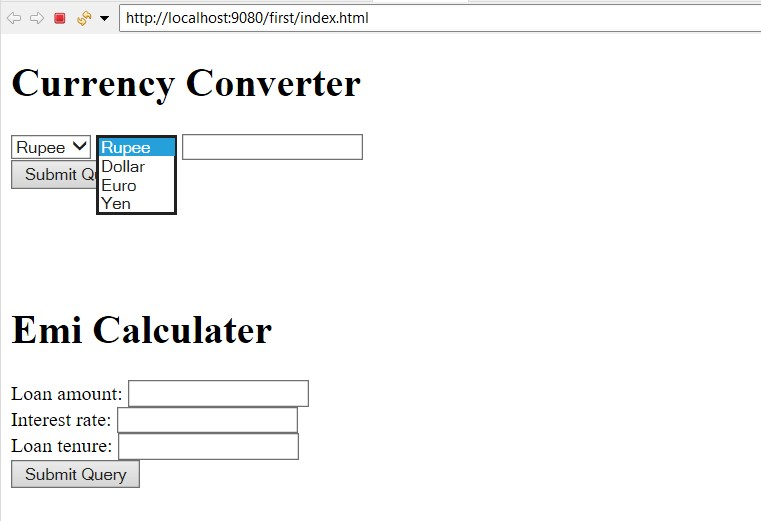 http://localhost:9080/first/index.html
Currency Converter
Rupee Rupee
Dollar
Submit Qu
Euro
Yen
Emi Calculater
Loan amount:
Interest rate:
Loan tenure:
Submit Query